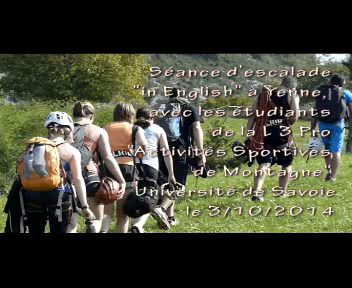 Séance d'escalade
"in English" à Yenne,
avec les étudiants
de la L 3 Pro
"Activités Sportives
de Montagne"
Université de Savoie
le 3/10/2014